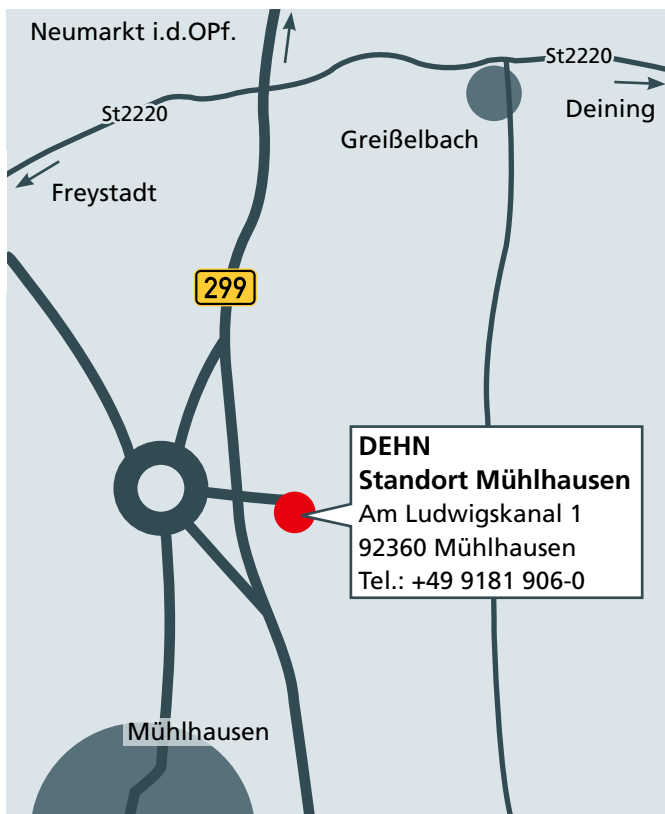 Neumarkt i.d.OPf.
St2220
Deining
St2220
Greißelbach
Freystadt
299
DEHN
Standort Mühlhausen
Am Ludwigskanal 1
92360 Mühlhausen
Tel.: +49 9181 906-0
Mühlhausen